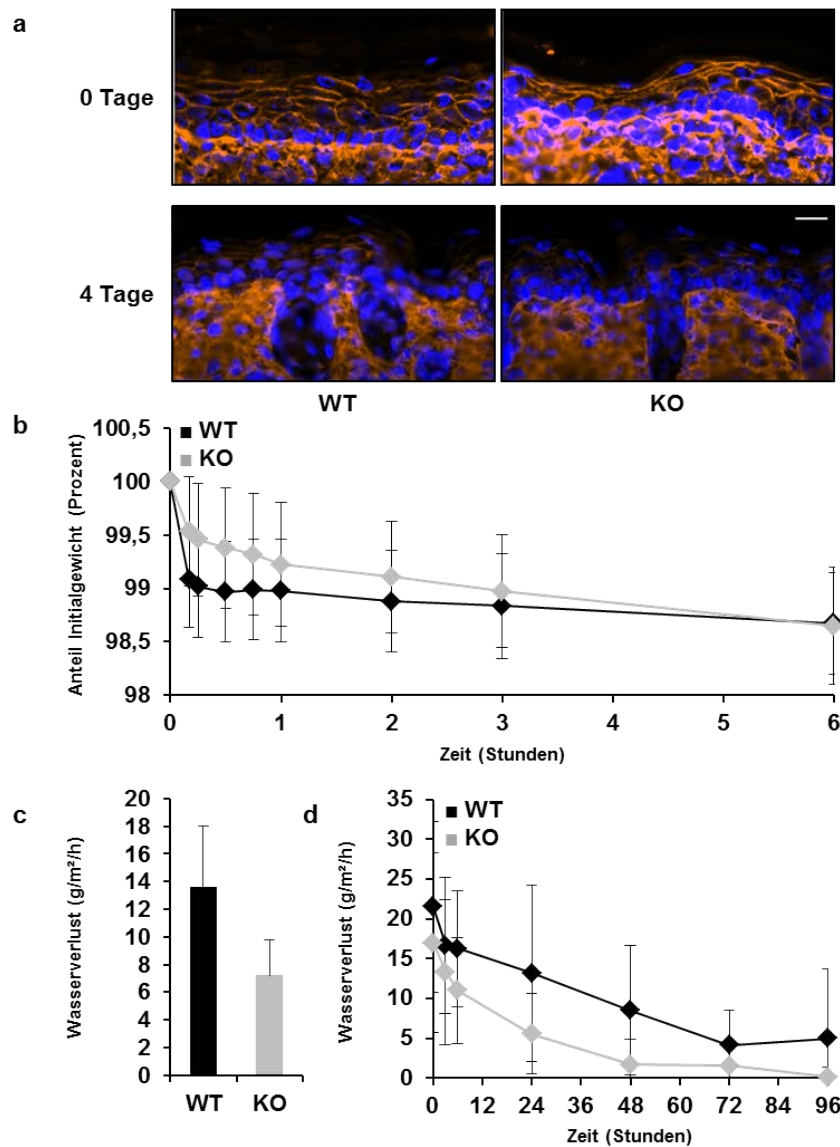 a
0 Tage
4 Tage
WT KO
b
Anteil Initialgewicht (Prozent)
WT
KO
100,5
100
99,5
99
98,5
98
0 1 2 3 4 5 6
Zeit (Stunden)
c
Wasserverlust (g/m²/h)
20
18
16
14
12
10
8
6
4
2
0
WT KO
d
Wasserverlust (g/m²/h)
WT
KO
35
30
25
20
15
10
5
0
0 12 24 36 48 60 72 84 96
Zeit (Stunden)